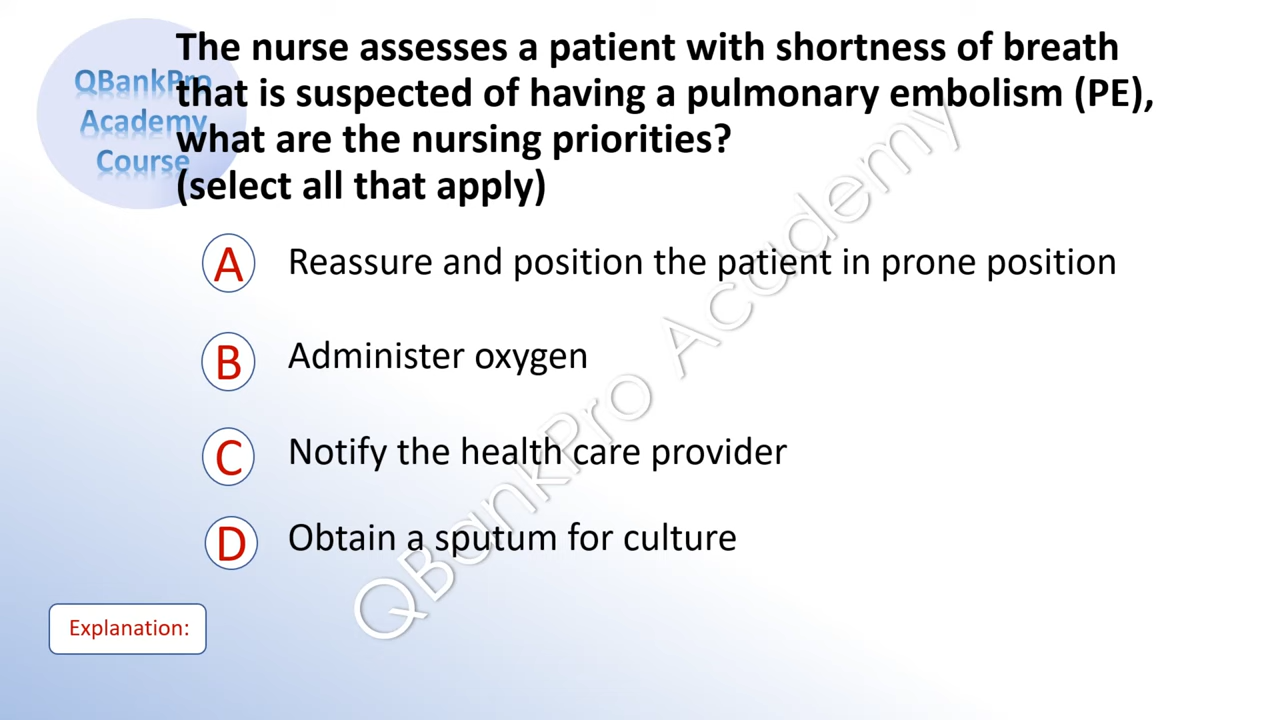 QBankPro
Academy
Course
The nurse assesses a patient with shortness of breath
that is suspected of having a pulmonary embolism (PE),
what are the nursing priorities?
(select all that apply)
A Reassure and position the patient in prone position
B Administer oxygen
C Notify the health care provider
D Obtain a sputum for culture
Explanation:
QBankPro Academy